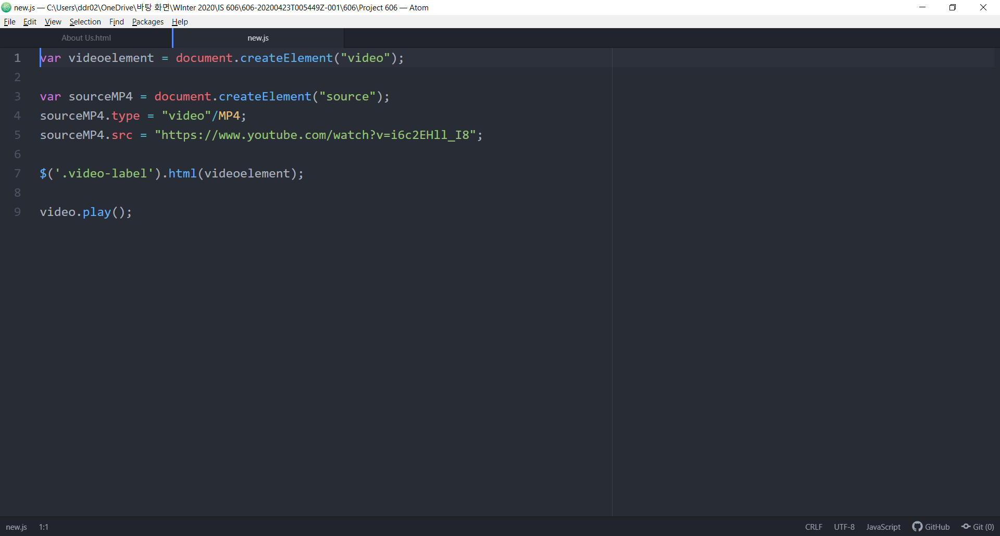 new.js — C:\Users\ddr02\OneDrive\바탕 화면\WInter 2020\IS 606\606-20200423T005449Z-001\606\Project 606 — Atom
File Edit View Selection Find Packages Help
About Us.html new.js
1 var videoelement = document.createElement("video");
2
3 var sourceMP4 = document.createElement("source");
4 sourceMP4.type = "video"/MP4;
5 sourceMP4.src = "https://www.youtube.com/watch?v=i6c2EHll_I8";
6
7 $('.video-label').html(videoelement);
8
9 video.play();
new.js 1:1 CRLF UTF-8 JavaScript GitHub Git (0)